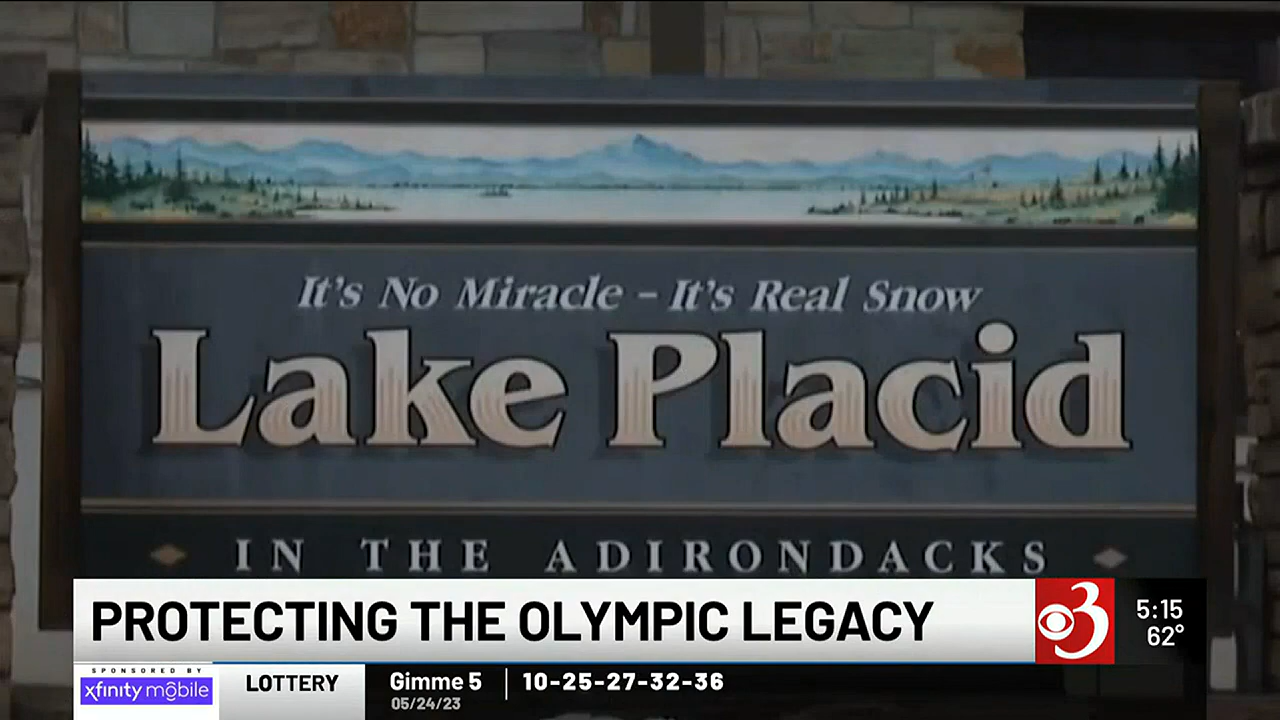 It's No Miracle – It's Real Snow
Lake Placid
IN THE ADIRONDACKS
PROTECTING THE OLYMPIC LEGACY
3
5:15
62°
SPONSORED BY
xfinity mobile
LOTTERY
Gimme 5
10-25-27-32-36
05/24/23